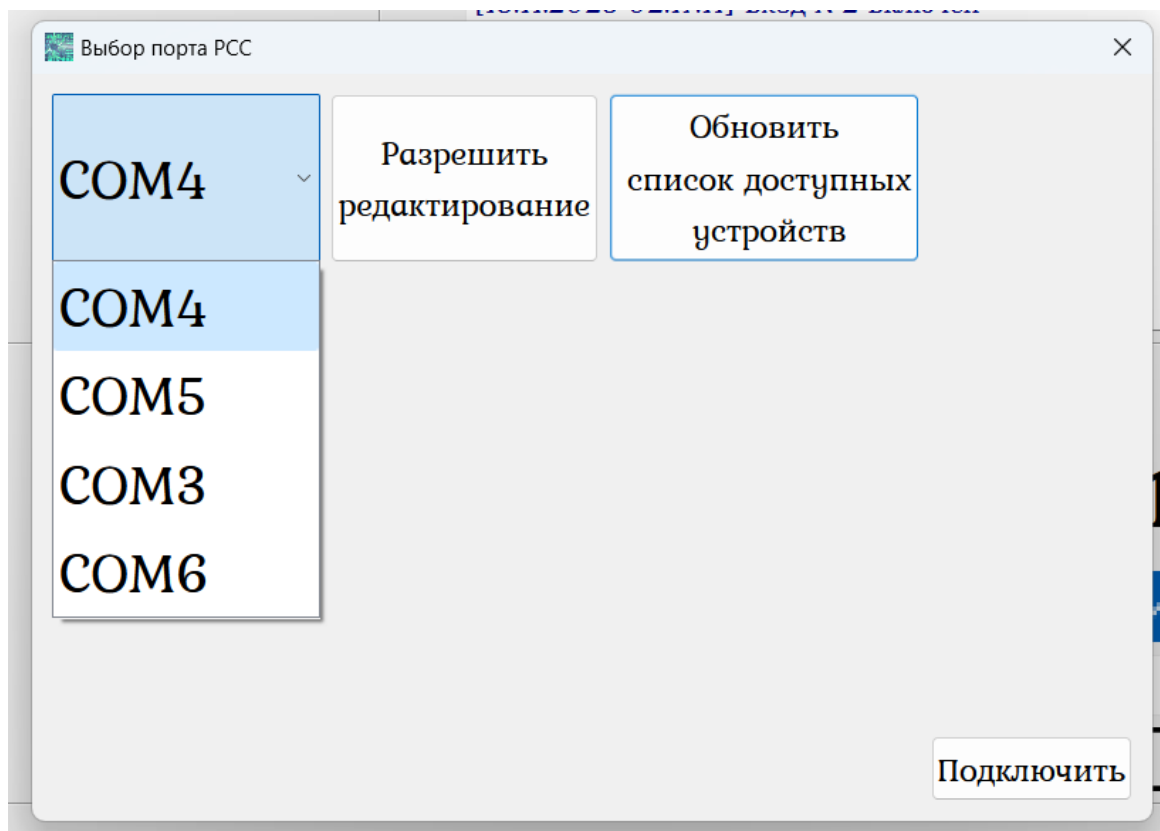 Выбор порта РСС
COM4
Разрешить
редактирование
Обновить
список доступных
устройств
COM4
COM5
COM3
COM6
Подключить